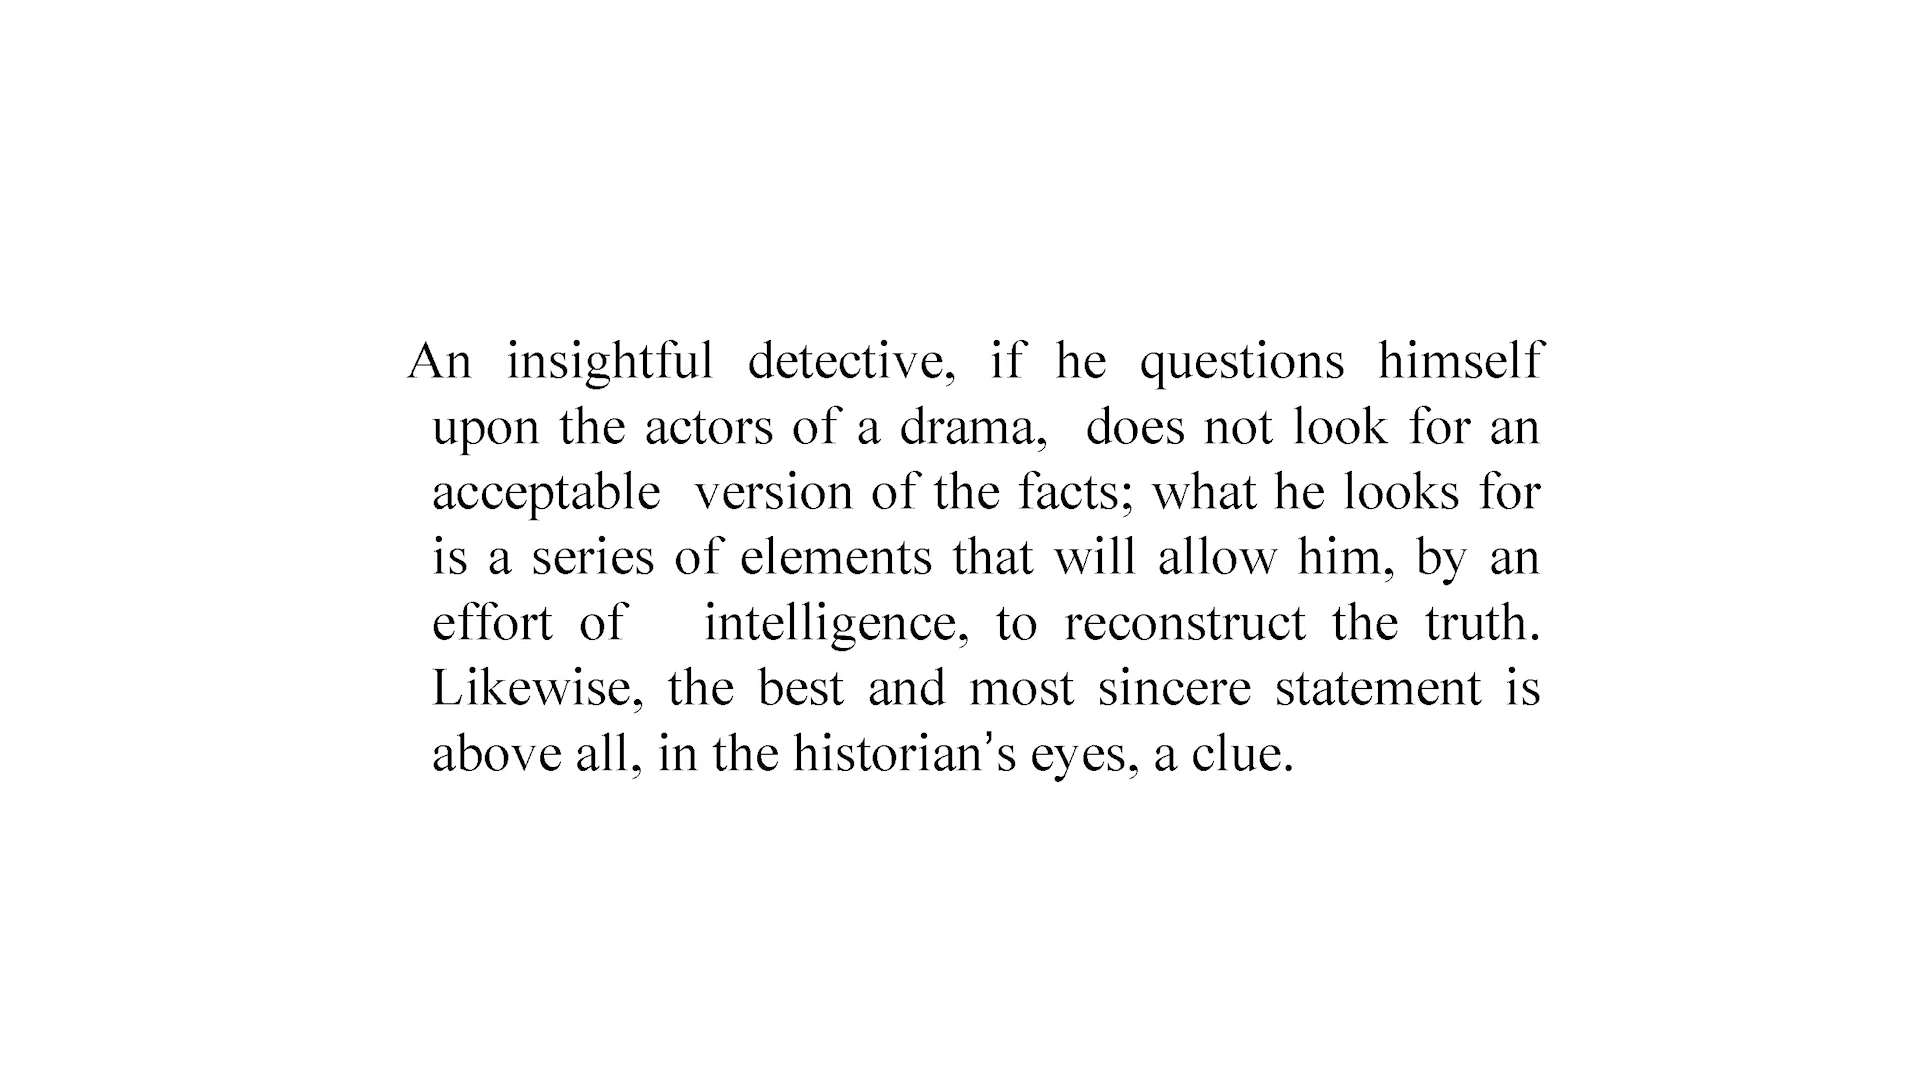 An insightful detective, if he questions himself
upon the actors of a drama, does not look for an
acceptable version of the facts; what he looks for
is a series of elements that will allow him, by an
effort of intelligence, to reconstruct the truth.
Likewise, the best and most sincere statement is
above all, in the historian’s eyes, a clue.